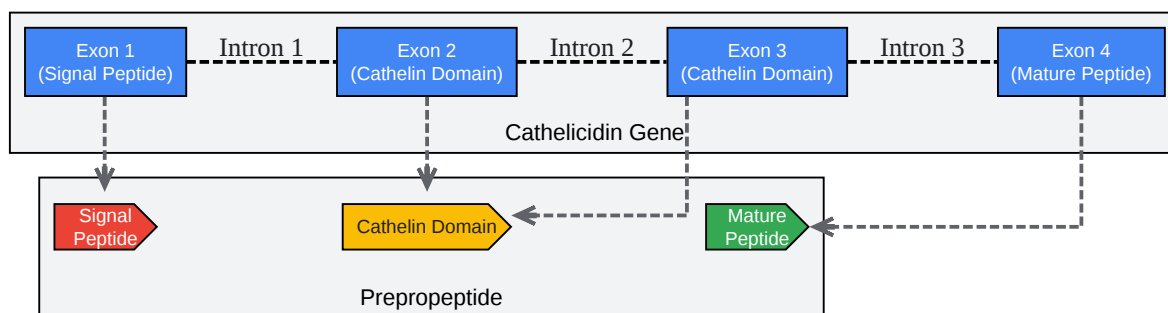 Exon 1
(Signal Peptide)
Intron 1
Exon 2
(Cathelin Domain)
Intron 2
Exon 3
(Cathelin Domain)
Intron 3
Exon 4
(Mature Peptide)
Cathelicidin Gene
Signal
Peptide
Cathelin Domain
Mature
Peptide
Prepropeptide